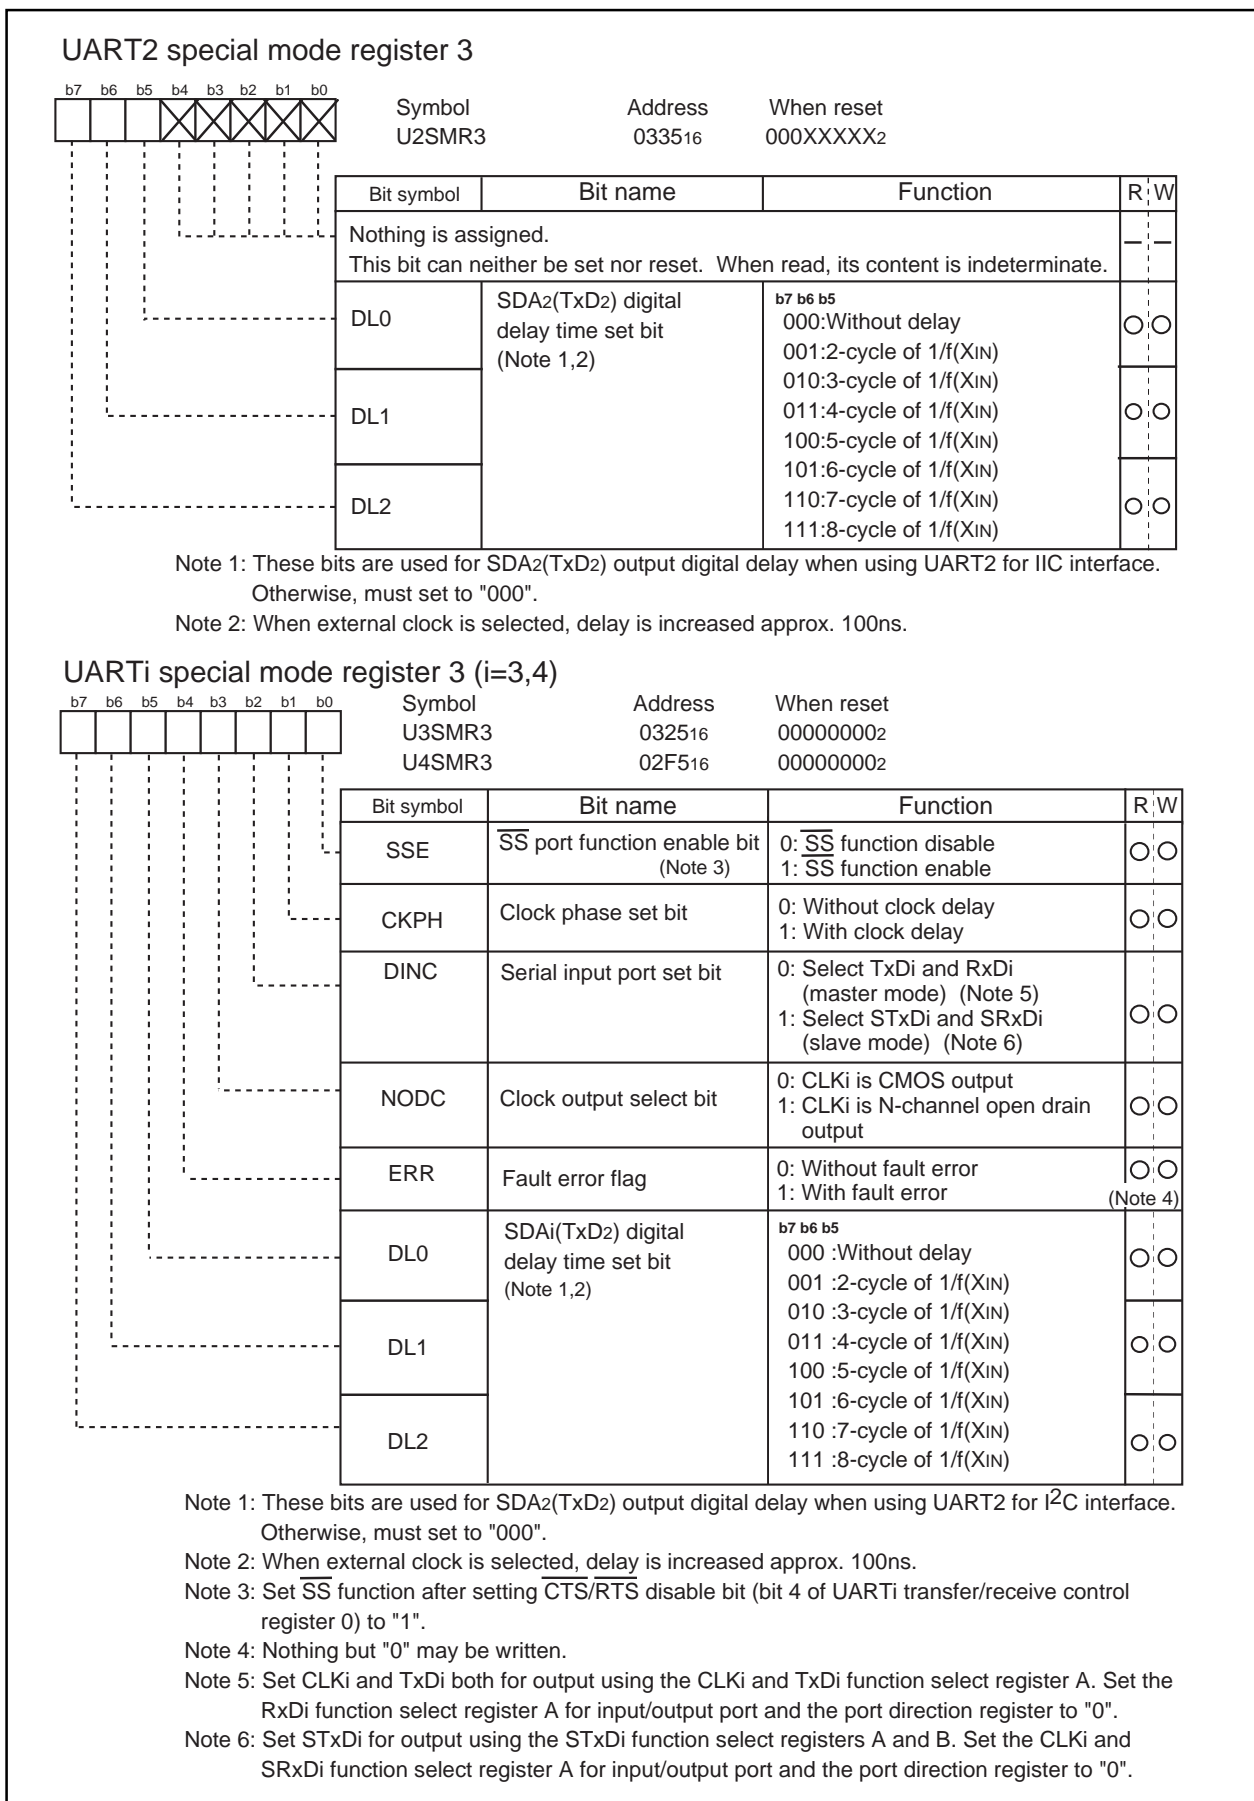 UART2 special mode register 3
b7 b6 b5 b4 b3 b2 b1 b0
Symbol Address When reset
U2SMR3 033516 000XXXXX2
Bit symbol Bit name Function R W
Nothing is assigned.
This bit can neither be set nor reset. When read, its content is indeterminate. – –
DL0 SDA2(TxD2) digital
delay time set bit
(Note 1,2)
b7 b6 b5
000:Without delay
001:2-cycle of 1/f(XIN)
010:3-cycle of 1/f(XIN)
DL1 011:4-cycle of 1/f(XIN)
100:5-cycle of 1/f(XIN)
101:6-cycle of 1/f(XIN)
DL2 110:7-cycle of 1/f(XIN)
111:8-cycle of 1/f(XIN)
Note 1: These bits are used for SDA2(TxD2) output digital delay when using UART2 for IIC interface.
Otherwise, must set to "000".
Note 2: When external clock is selected, delay is increased approx. 100ns.
UARTi special mode register 3 (i=3,4)
b7 b6 b5 b4 b3 b2 b1 b0
Symbol Address When reset
U3SMR3 032516 000000002
U4SMR3 02F516 000000002
Bit symbol Bit name Function R W
SSE SS port function enable bit
(Note 3)
0: SS function disable
1: SS function enable
CKPH Clock phase set bit
0: Without clock delay
1: With clock delay
DINC Serial input port set bit
0: Select TxDi and RxDi
(master mode) (Note 5)
1: Select STxDi and SRxDi
(slave mode) (Note 6)
NODC Clock output select bit
0: CLKi is CMOS output
1: CLKi is N-channel open drain
output
ERR Fault error flag
0: Without fault error
1: With fault error
(Note 4)
DL0 SDAi(TxD2) digital
delay time set bit
(Note 1,2)
b7 b6 b5
000 :Without delay
001 :2-cycle of 1/f(XIN)
010 :3-cycle of 1/f(XIN)
DL1 011 :4-cycle of 1/f(XIN)
100 :5-cycle of 1/f(XIN)
101 :6-cycle of 1/f(XIN)
DL2 110 :7-cycle of 1/f(XIN)
111 :8-cycle of 1/f(XIN)
Note 1: These bits are used for SDA2(TxD2) output digital delay when using UART2 for I2C interface.
Otherwise, must set to "000".
Note 2: When external clock is selected, delay is increased approx. 100ns.
Note 3: Set SS function after setting CTS/RTS disable bit (bit 4 of UARTi transfer/receive control
register 0) to "1".
Note 4: Nothing but "0" may be written.
Note 5: Set CLKi and TxDi both for output using the CLKi and TxDi function select register A. Set the
RxDi function select register A for input/output port and the port direction register to "0".
Note 6: Set STxDi for output using the STxDi function select registers A and B. Set the CLKi and
SRxDi function select register A for input/output port and the port direction register to "0".